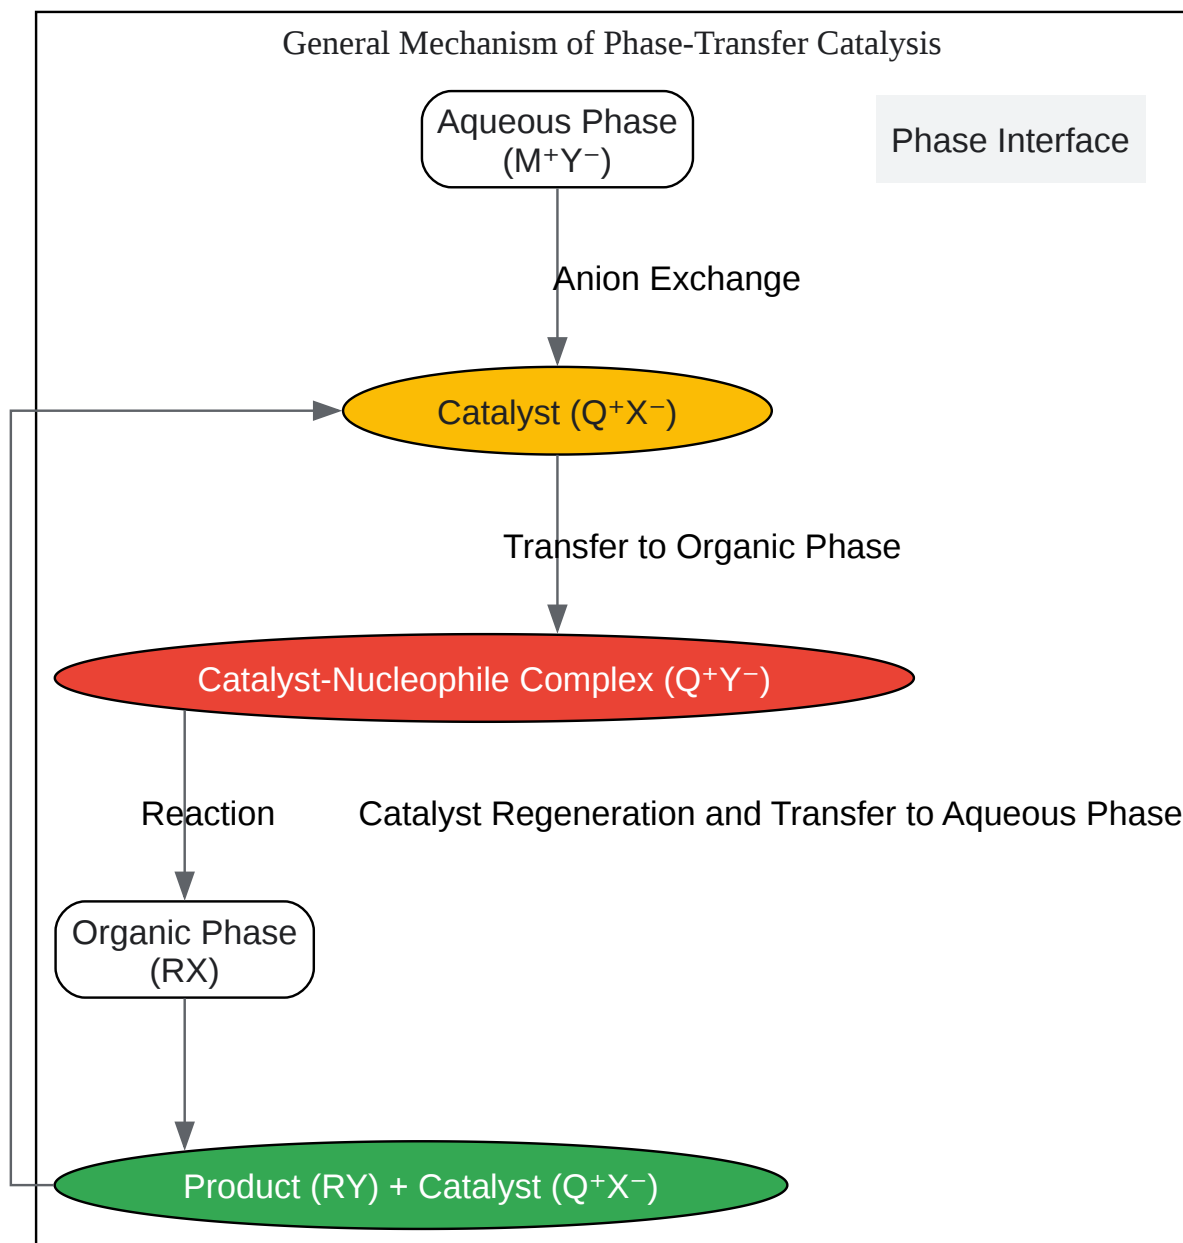 General Mechanism of Phase-Transfer Catalysis
Aqueous Phase
(M⁺Y⁻)
Phase Interface
Anion Exchange
Catalyst (Q⁺X⁻)
Transfer to Organic Phase
Catalyst-Nucleophile Complex (Q⁺Y⁻)
Reaction
Catalyst Regeneration and Transfer to Aqueous Phase
Organic Phase
(RX)
Product (RY) + Catalyst (Q⁺X⁻)